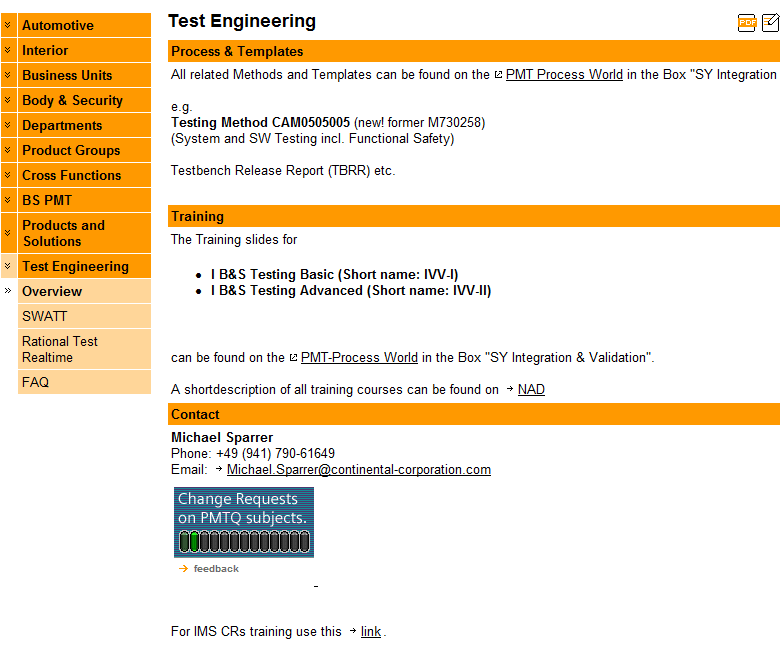 Automotive
Interior
Business Units
Body & Security
Departments
Product Groups
Cross Functions
BS PMT
Products and
Solutions
Test Engineering
Overview
SWATT
Rational Test
Realtime
FAQ
Test Engineering
PDF
Process & Templates
All related Methods and Templates can be found on the PMT Process World in the Box "SY Integration
e.g.
Testing Method CAM0505005 (new! former M730258)
(System and SW Testing incl. Functional Safety)
Testbench Release Report (TBRR) etc.
Training
The Training slides for
• I B&S Testing Basic (Short name: IVV-I)
• I B&S Testing Advanced (Short name: IVV-II)
can be found on the PMT-Process World in the Box "SY Integration & Validation".
A shortdescription of all training courses can be found on → NAD
Contact
Michael Sparrer
Phone: +49 (941) 790-61649
Email: → Michael.Sparrer@continental-corporation.com
Change Requests
on PMTQ subjects.
→ feedback
-
For IMS CRs training use this → link.